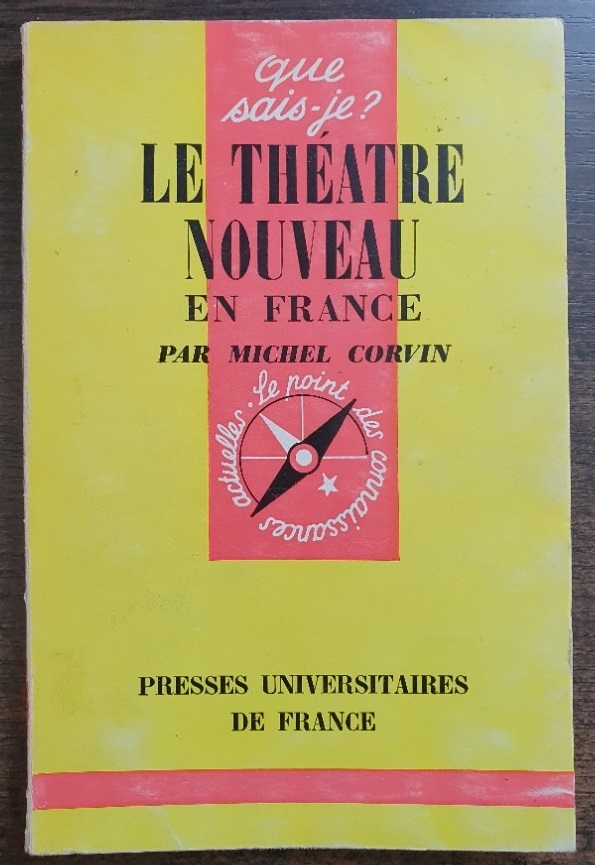 que
sais-je?
LE THÉATRE
NOUVEAU
EN FRANCE
PAR MICHEL CORVIN
Le point des connaissances actuelles.
PRESSES UNIVERSITAIRES
DE FRANCE